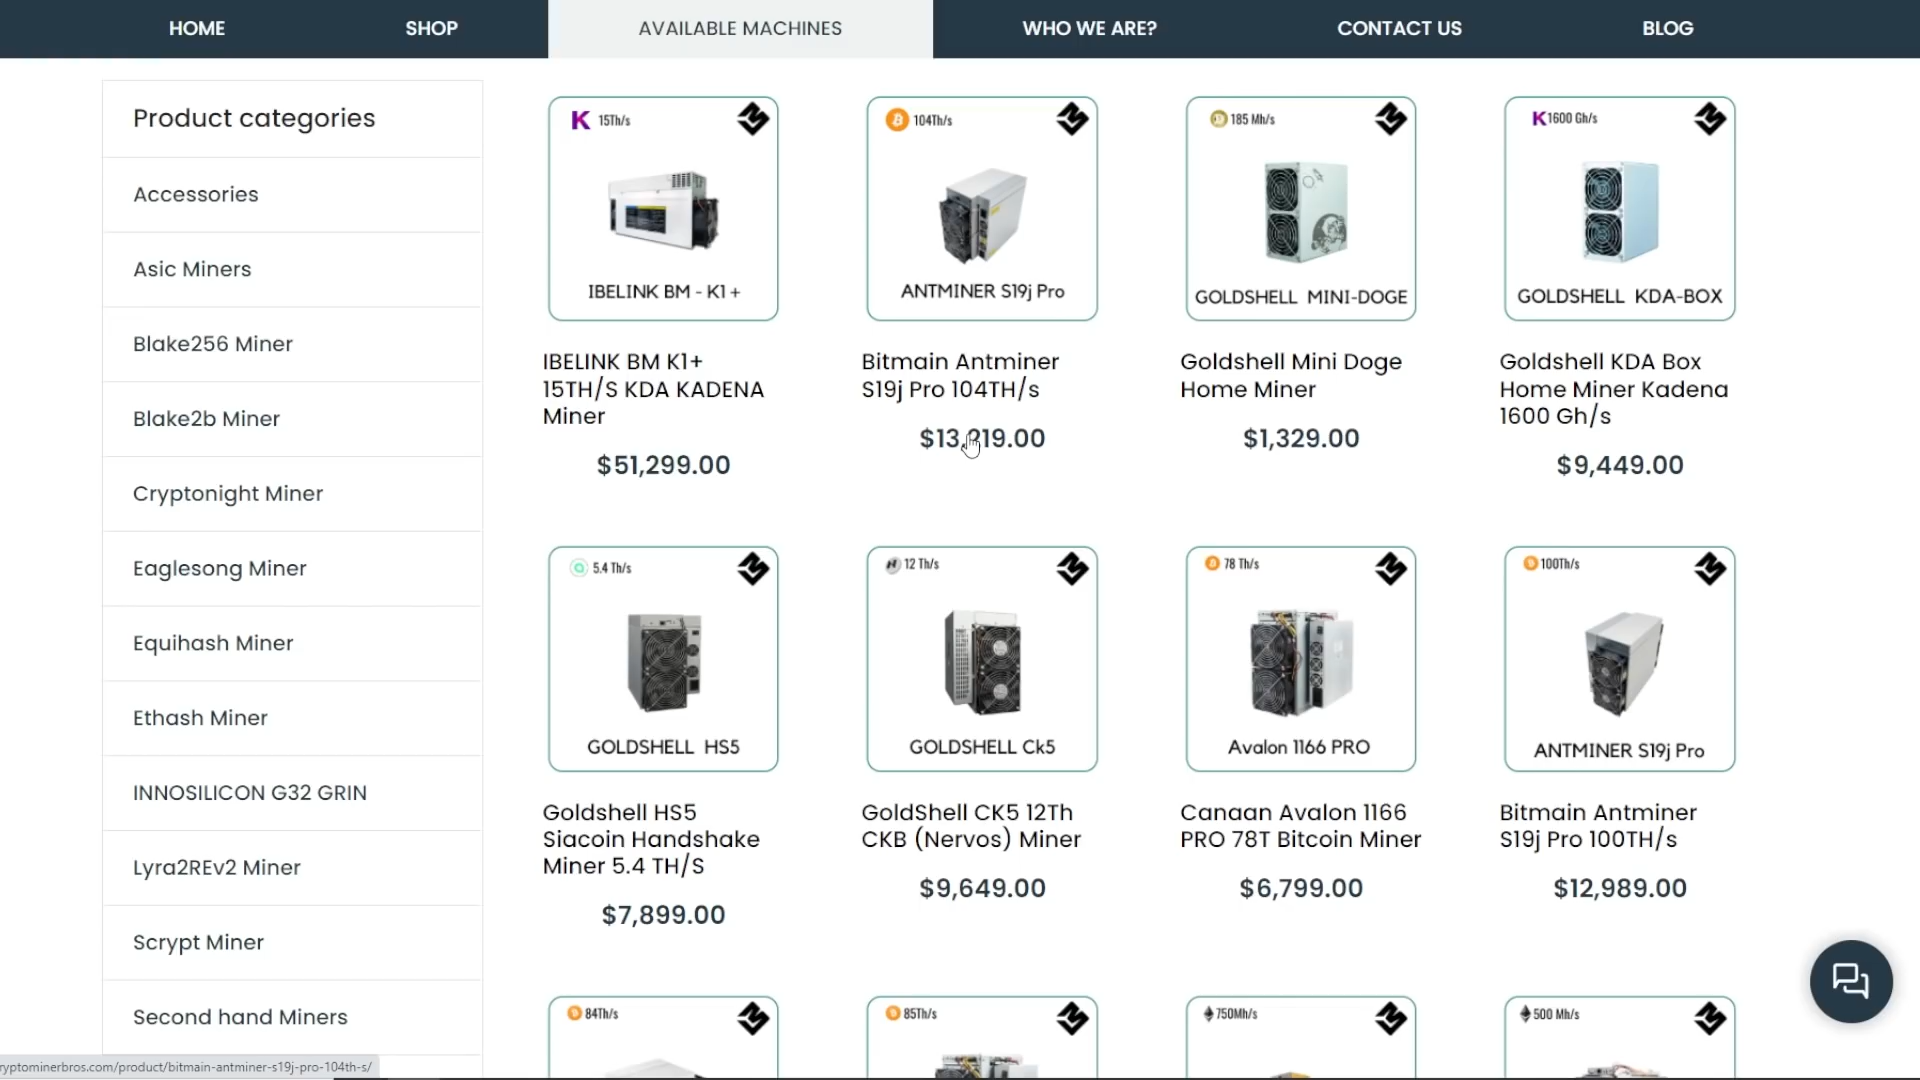 HOME
SHOP
AVAILABLE MACHINES
WHO WE ARE?
CONTACT US
BLOG
Product categories
Accessories
Asic Miners
Blake256 Miner
Blake2b Miner
Cryptonight Miner
Eaglesong Miner
Equihash Miner
Ethash Miner
INNOSILICON G32 GRIN
Lyra2REv2 Miner
Scrypt Miner
Second hand Miners
K 15Th/s
IBELINK BM - K1 +
IBELINK BM K1+
15TH/S KDA KADENA
Miner
$51,299.00
104Th/s
ANTMINER S19j Pro
Bitmain Antminer
S19j Pro 104TH/s
185 Mh/s
GOLDSHELL MINI-DOGE
Goldshell Mini Doge
Home Miner
$1,329.00
K 1600 Gh/s
GOLDSHELL KDA-BOX
Goldshell KDA Box
Home Miner Kadena
1600 Gh/s
$9,449.00
5.4 Th/s
GOLDSHELL HS5
Goldshell HS5
Siacoin Handshake
Miner 5.4 TH/S
$7,899.00
12 Th/s
GOLDSHELL Ck5
GoldShell CK5 12Th
CKB (Nervos) Miner
$9,649.00
78 Th/s
Avalon 1166 PRO
Canaan Avalon 1166
PRO 78T Bitcoin Miner
$6,799.00
100Th/s
ANTMINER S19j Pro
Bitmain Antminer
S19j Pro 100TH/s
$12,989.00
84Th/s
85Th/s
750Mh/s
500 Mh/s
ryptominerbros.com/product/bitmain-antminer-s19j-pro-104th-s/